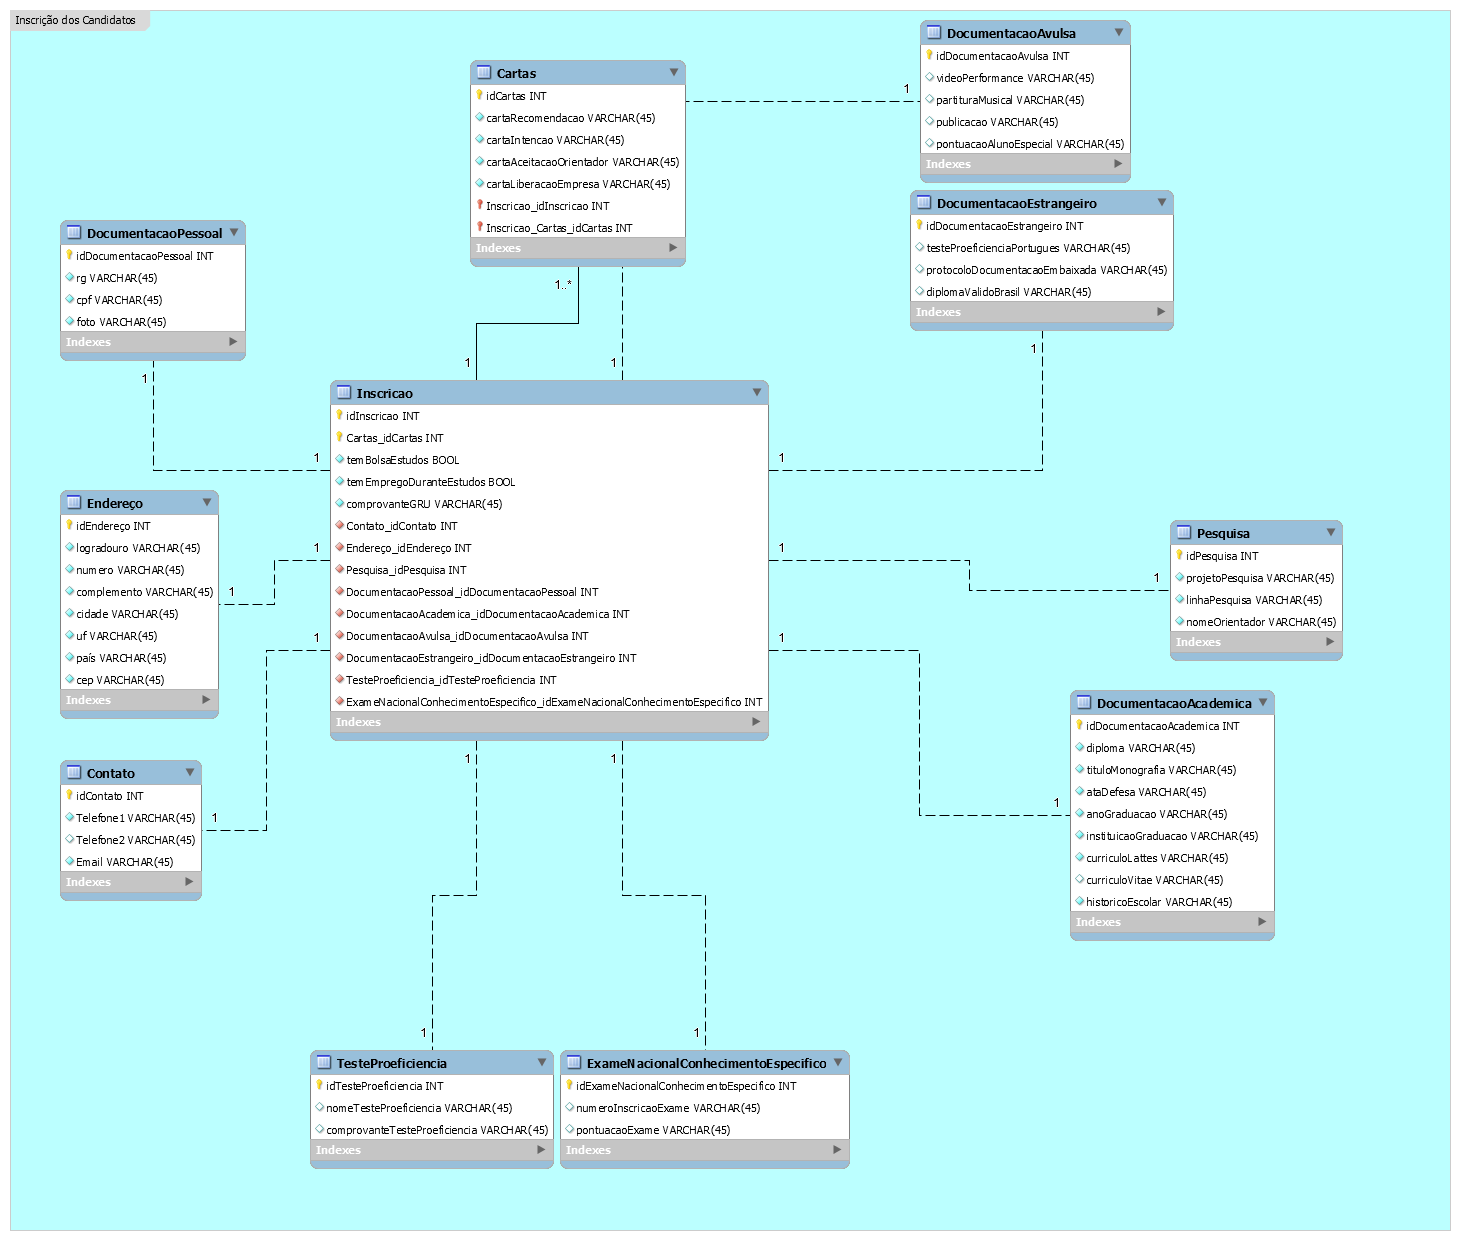 Inscrição dos Candidatos
DocumentacaoAvulsa
idDocumentacaoAvulsa INT
videoPerformance VARCHAR(45)
partituraMusical VARCHAR(45)
publicacao VARCHAR(45)
pontuacaoAlunoEspecial VARCHAR(45)
Indexes
Cartas
idCartas INT
cartaRecomendacao VARCHAR(45)
cartaIntencao VARCHAR(45)
cartaAceitacaoOrientador VARCHAR(45)
cartaLiberacaoEmpresa VARCHAR(45)
Inscricao_idInscricao INT
Inscricao_Cartas_idCartas INT
Indexes
1
DocumentacaoEstrangeiro
idDocumentacaoEstrangeiro INT
testeProeficienciaPortugues VARCHAR(45)
protocoloDocumentacaoEmbaixada VARCHAR(45)
diplomaValidoBrasil VARCHAR(45)
Indexes
DocumentacaoPessoal
idDocumentacaoPessoal INT
rg VARCHAR(45)
cpf VARCHAR(45)
foto VARCHAR(45)
Indexes
1..*
1
1
1
1
Inscricao
idInscricao INT
Cartas_idCartas INT
temBolsaEstudos BOOL
temEmpregoDuranteEstudos BOOL
comprovanteGRU VARCHAR(45)
Contato_idContato INT
Endereço_idEndereço INT
Pesquisa_idPesquisa INT
DocumentacaoPessoal_idDocumentacaoPessoal INT
DocumentacaoAcademica_idDocumentacaoAcademica INT
DocumentacaoAvulsa_idDocumentacaoAvulsa INT
DocumentacaoEstrangeiro_idDocumentacaoEstrangeiro INT
TesteProeficiencia_idTesteProeficiencia INT
ExameNacionalConhecimentoEspecifico_idExameNacionalConhecimentoEspecifico INT
Indexes
1
1
1
1
1
1
Endereço
idEndereço INT
logradouro VARCHAR(45)
numero VARCHAR(45)
complemento VARCHAR(45)
cidade VARCHAR(45)
uf VARCHAR(45)
país VARCHAR(45)
cep VARCHAR(45)
Indexes
1
Pesquisa
idPesquisa INT
projetoPesquisa VARCHAR(45)
linhaPesquisa VARCHAR(45)
nomeOrientador VARCHAR(45)
Indexes
1
DocumentacaoAcademica
idDocumentacaoAcademica INT
diploma VARCHAR(45)
tituloMonografia VARCHAR(45)
ataDefesa VARCHAR(45)
anoGraduacao VARCHAR(45)
instituicaoGraduacao VARCHAR(45)
curriculoLattes VARCHAR(45)
curriculoVitae VARCHAR(45)
historicoEscolar VARCHAR(45)
Indexes
1
Contato
idContato INT
Telefone1 VARCHAR(45)
Telefone2 VARCHAR(45)
Email VARCHAR(45)
Indexes
1
1
1
1
1
TesteProeficiencia
idTesteProeficiencia INT
nomeTesteProeficiencia VARCHAR(45)
comprovanteTesteProeficiencia VARCHAR(45)
Indexes
ExameNacionalConhecimentoEspecifico
idExameNacionalConhecimentoEspecifico INT
numeroInscricaoExame VARCHAR(45)
pontuacaoExame VARCHAR(45)
Indexes